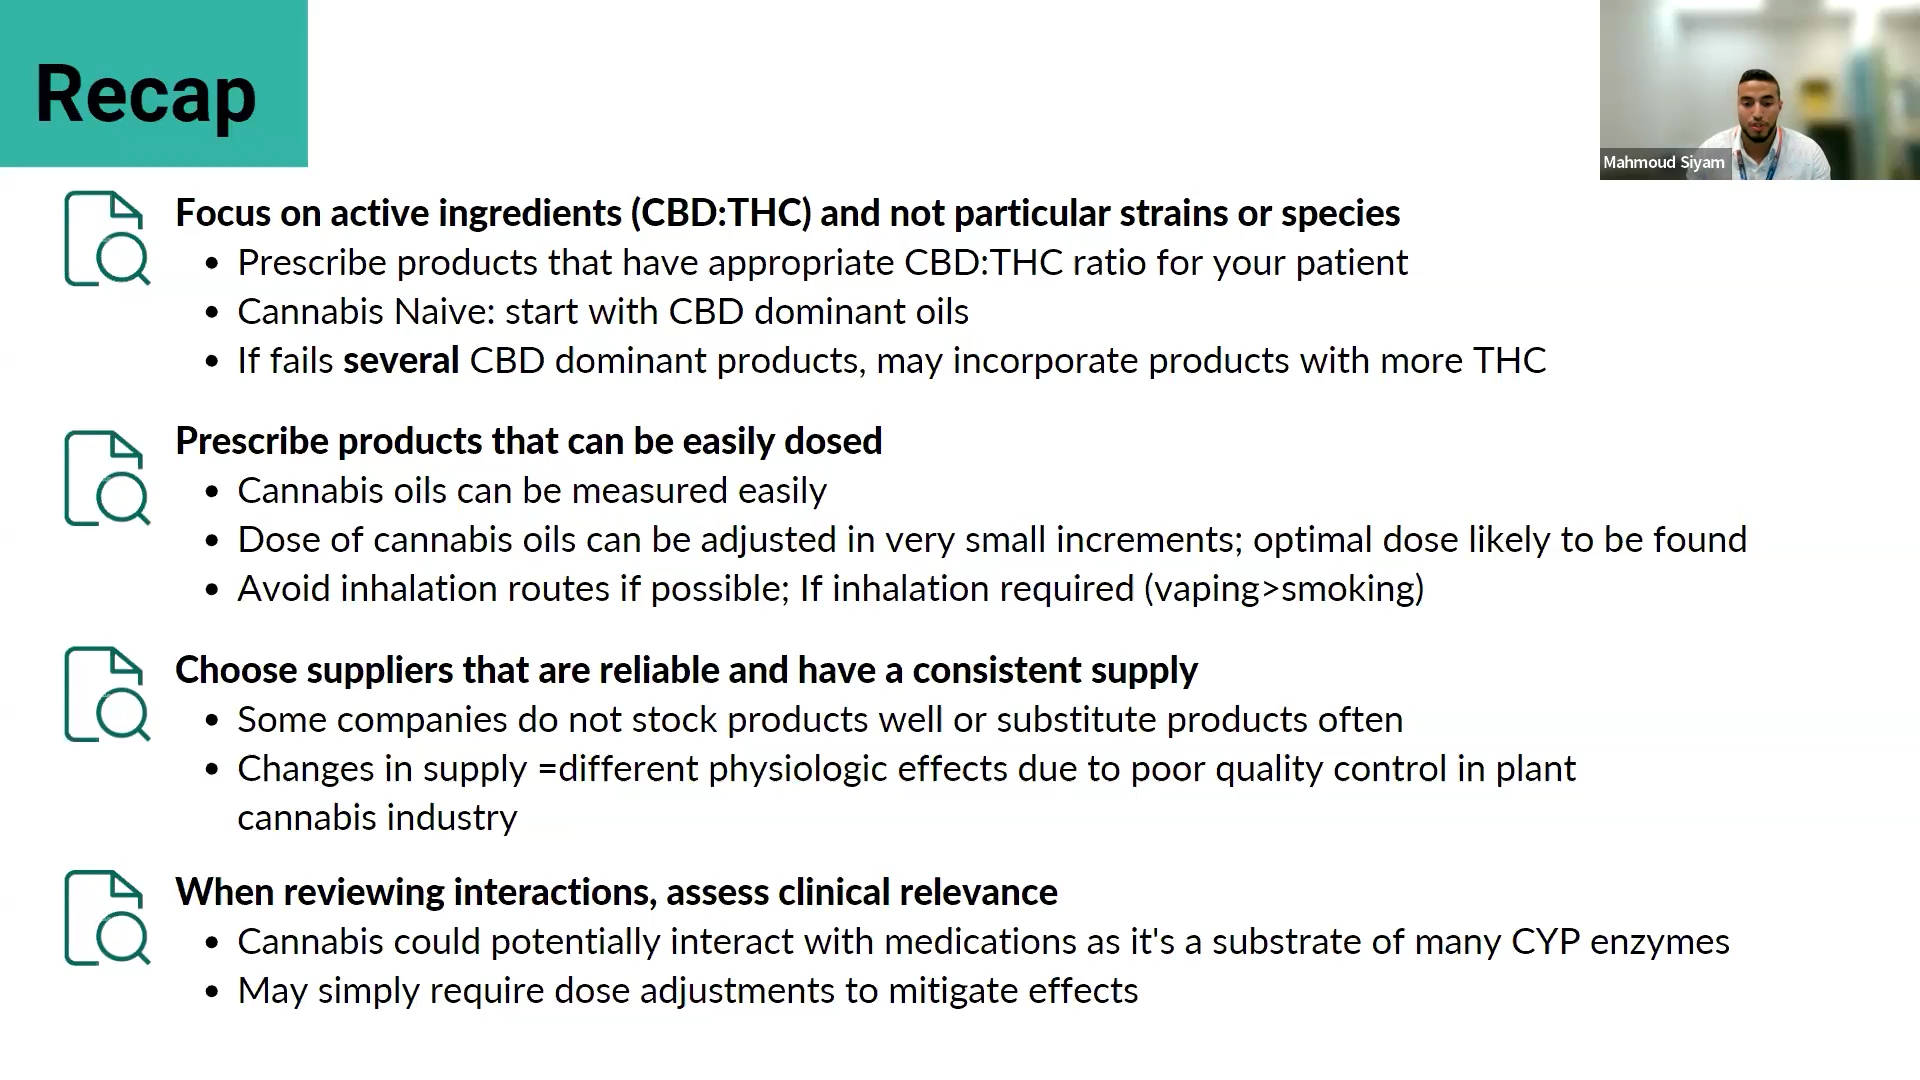 Recap
Mahmoud Siyam
Focus on active ingredients (CBD:THC) and not particular strains or species
• Prescribe products that have appropriate CBD:THC ratio for your patient
• Cannabis Naive: start with CBD dominant oils
• If fails several CBD dominant products, may incorporate products with more THC
Prescribe products that can be easily dosed
• Cannabis oils can be measured easily
• Dose of cannabis oils can be adjusted in very small increments; optimal dose likely to be found
• Avoid inhalation routes if possible; If inhalation required (vaping>smoking)
Choose suppliers that are reliable and have a consistent supply
• Some companies do not stock products well or substitute products often
• Changes in supply =different physiologic effects due to poor quality control in plant
cannabis industry
When reviewing interactions, assess clinical relevance
• Cannabis could potentially interact with medications as it's a substrate of many CYP enzymes
• May simply require dose adjustments to mitigate effects